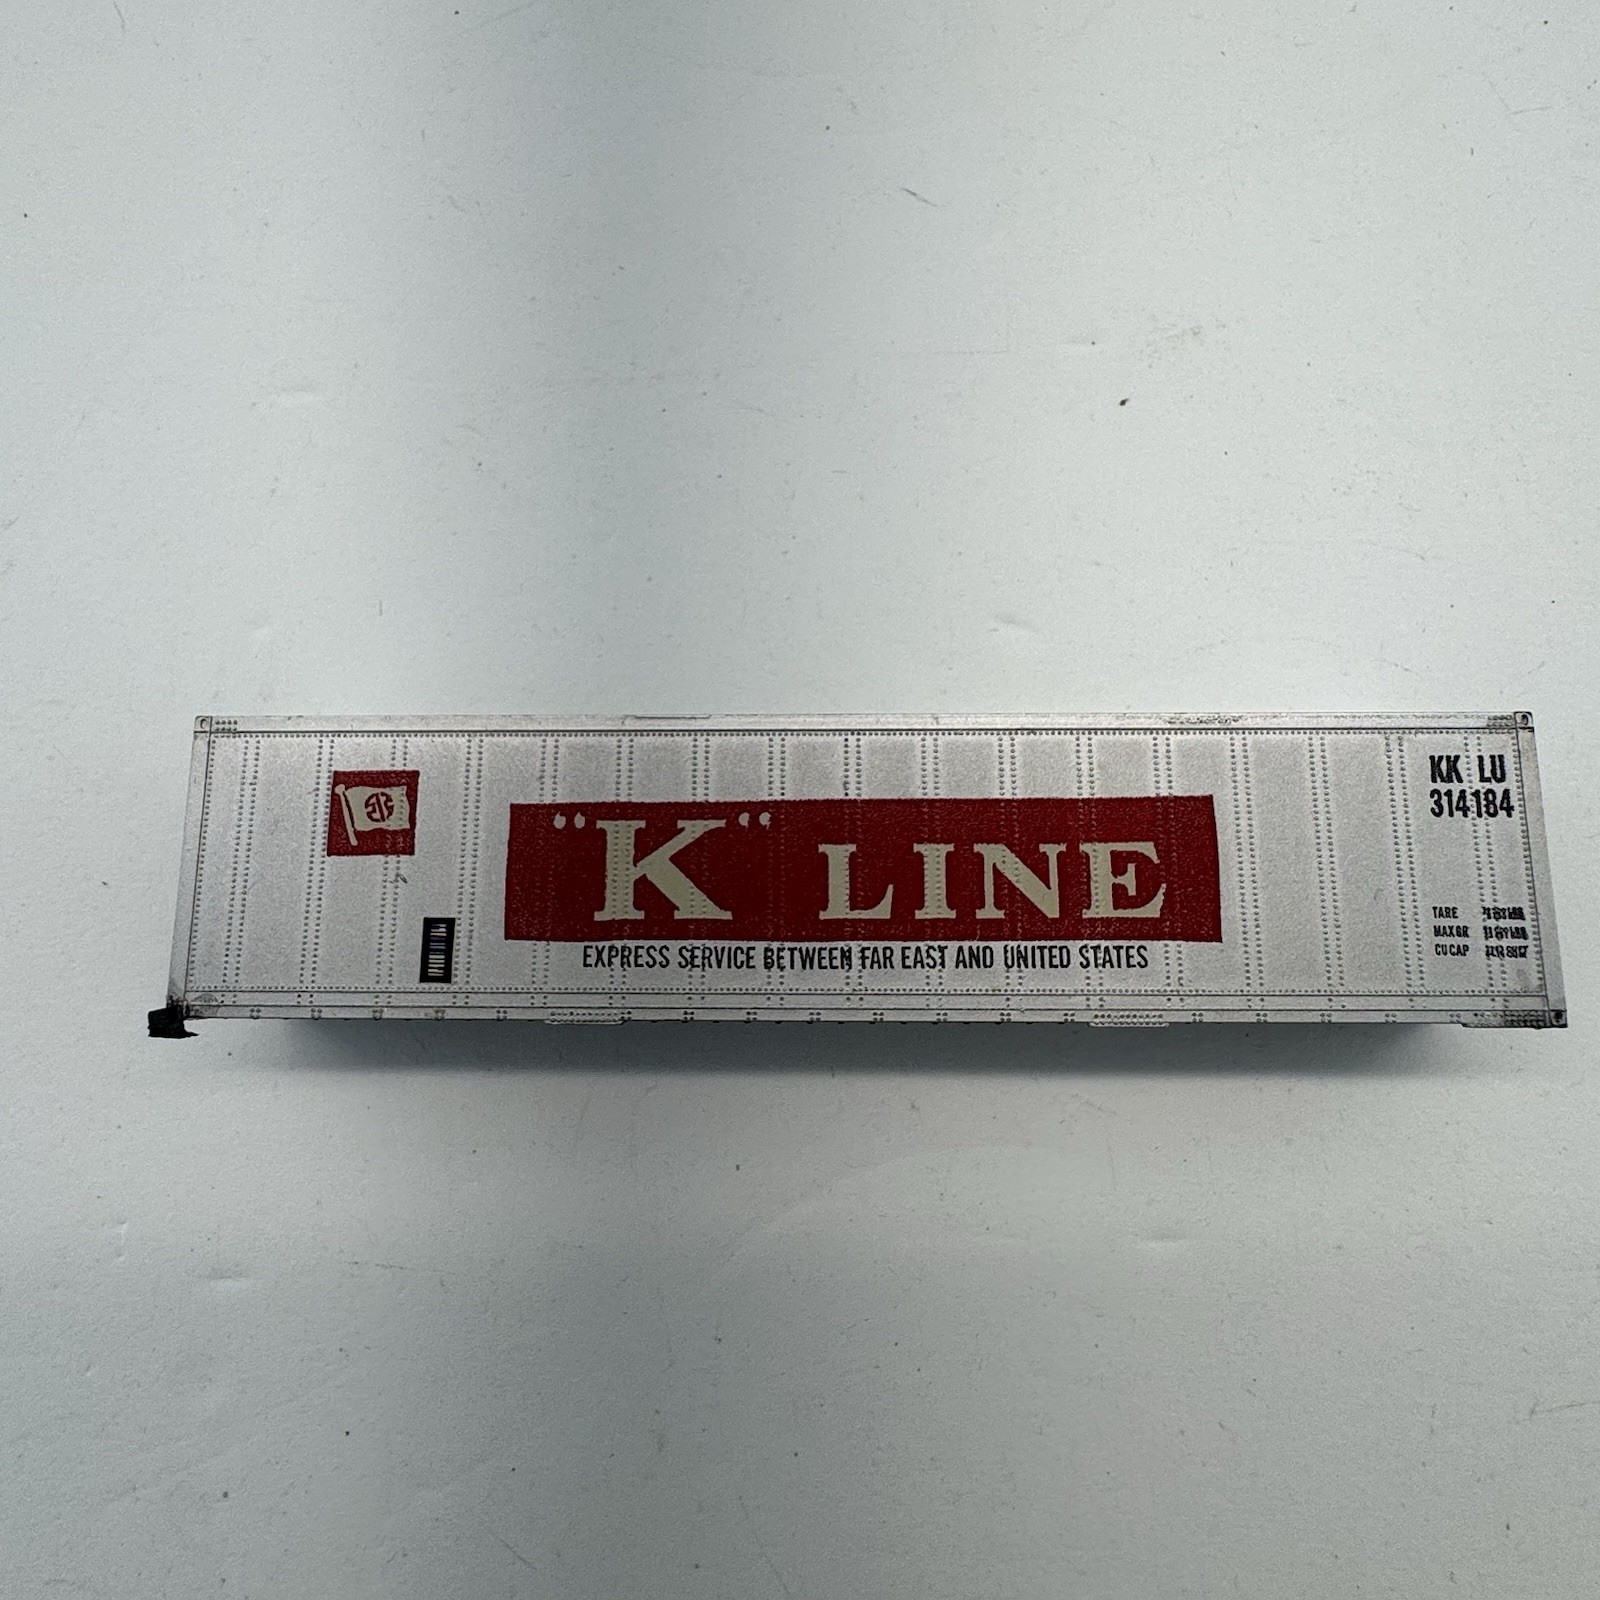 "K" LINE
EXPRESS SERVICE BETWEEN FAR EAST AND UNITED STATES
KK LU
314184
TARE
MAX GR
CU CAP